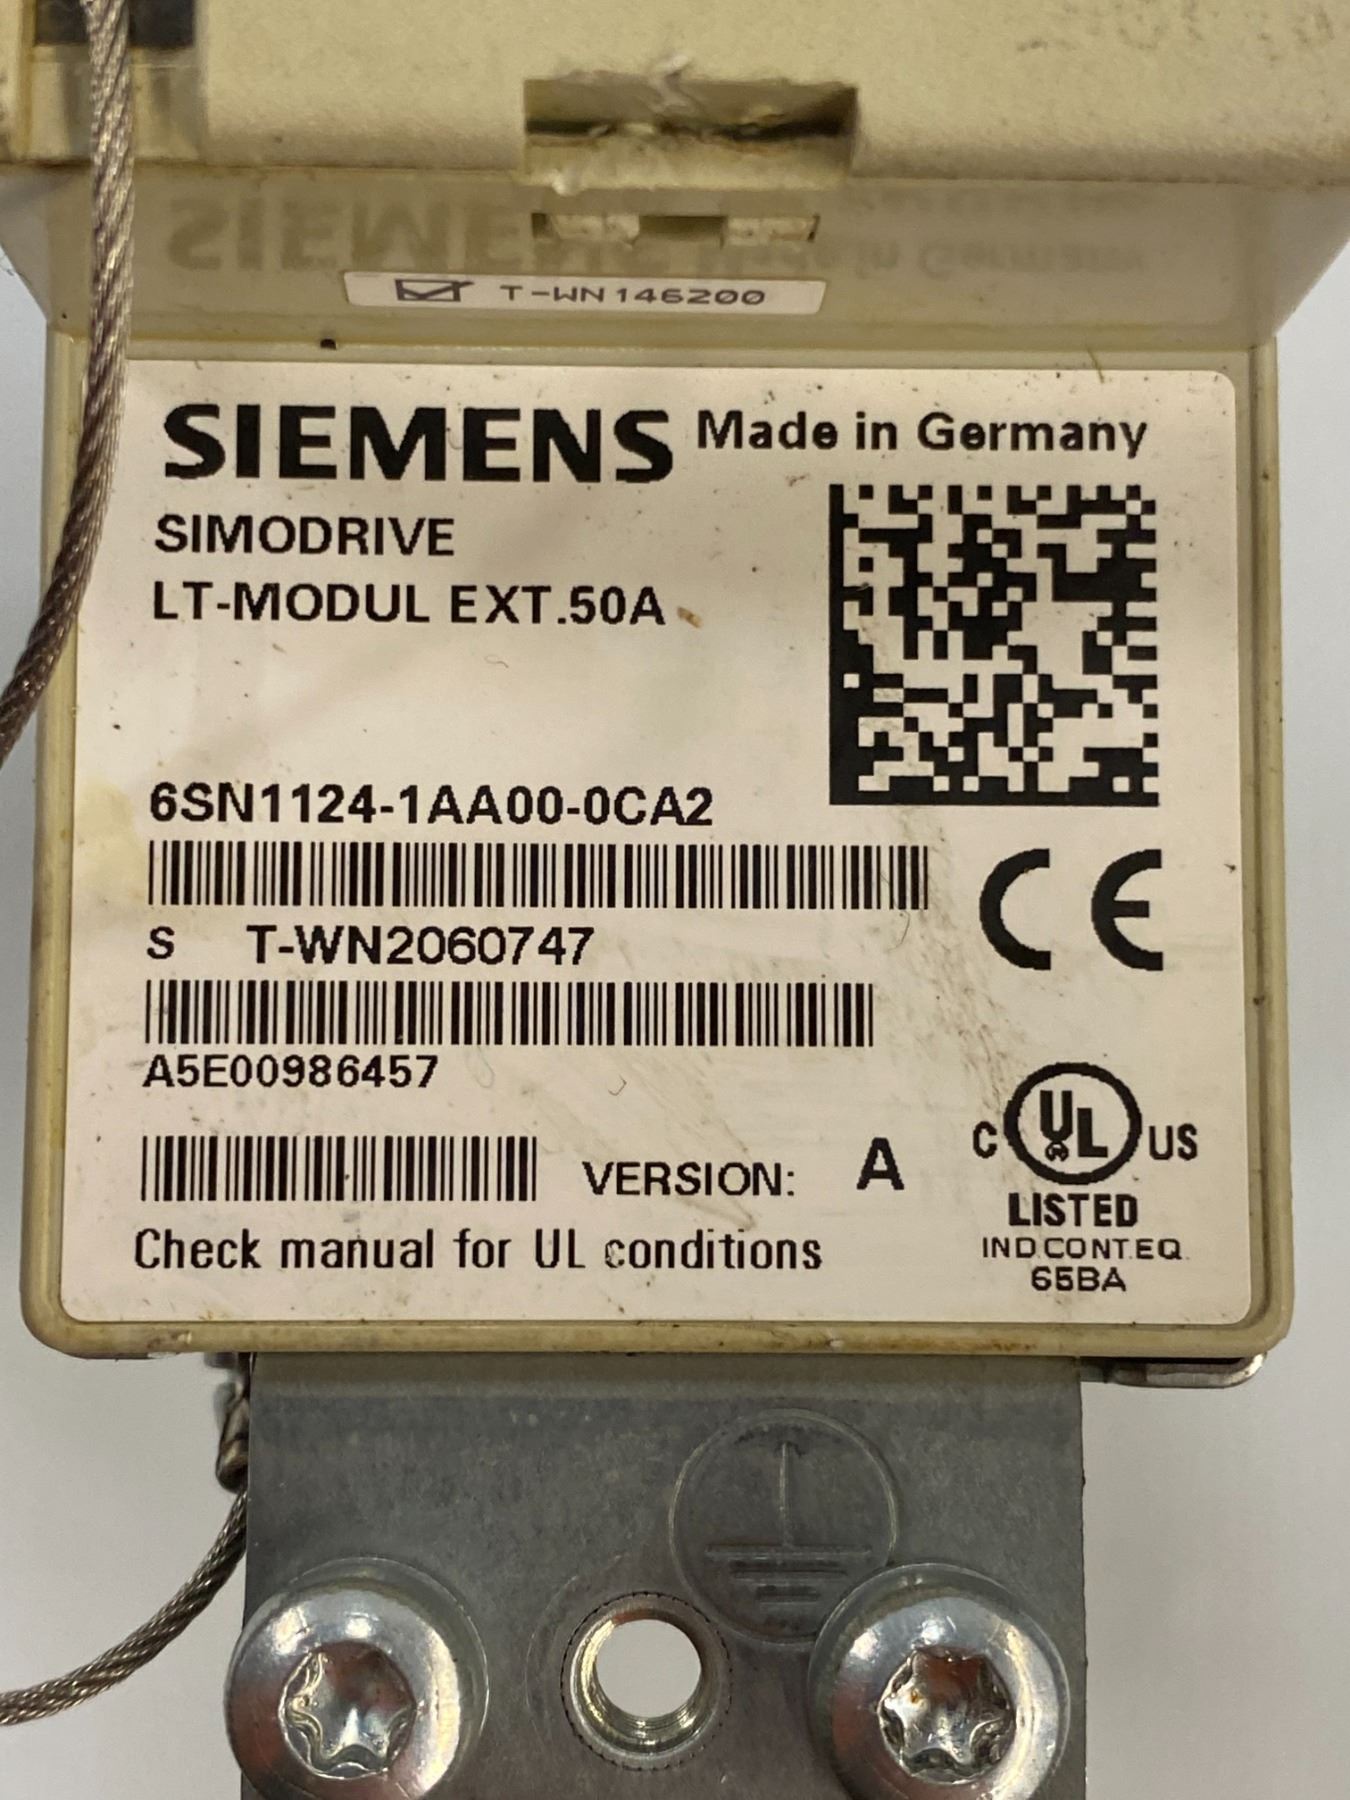 T-WN146200
SIEMENS Made in Germany
SIMODRIVE
LT-MODUL EXT.50A
6SN1124-1AA00-0CA2
S T-WN2060747
A5E00986457
VERSION: A
Check manual for UL conditions
CE
C UL US
LISTED
IND.CONT.EQ.
65BA